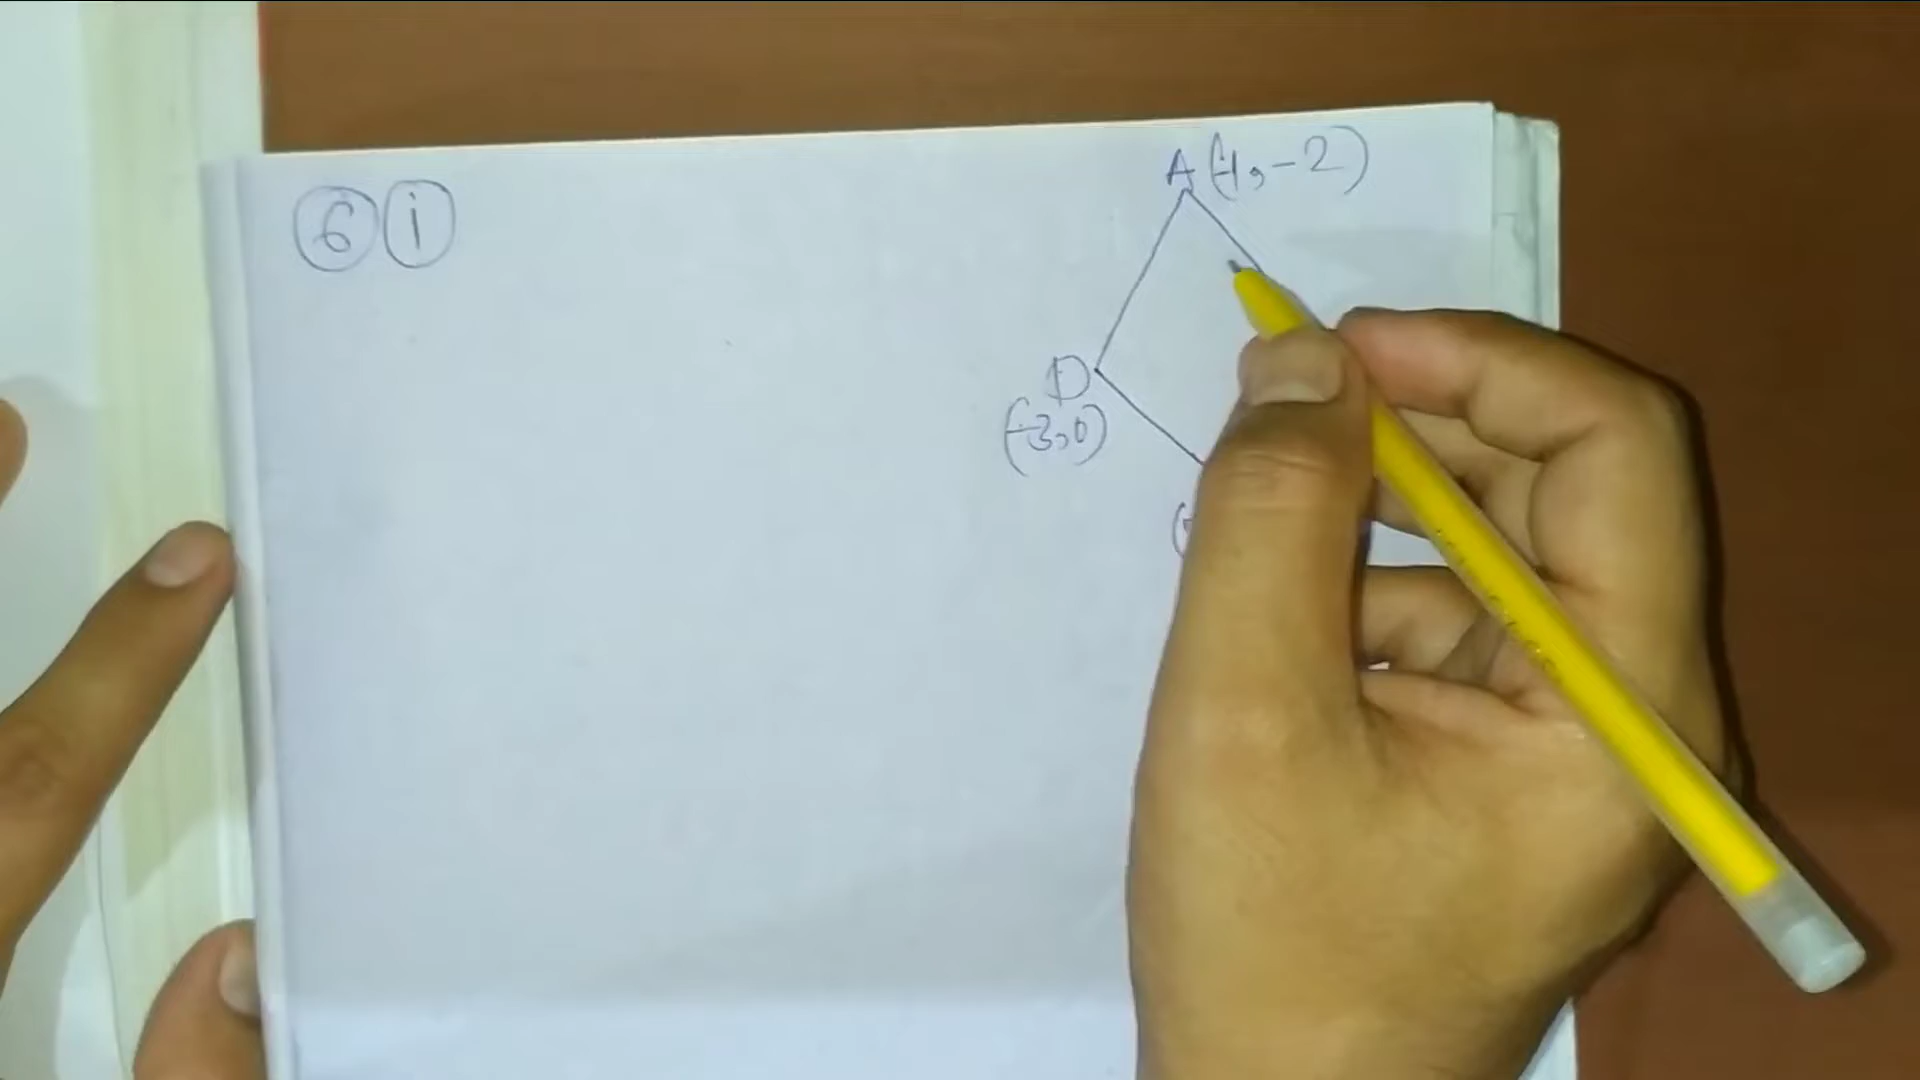 6 i
A (-1, -2)
D
(-3, 0)
(-